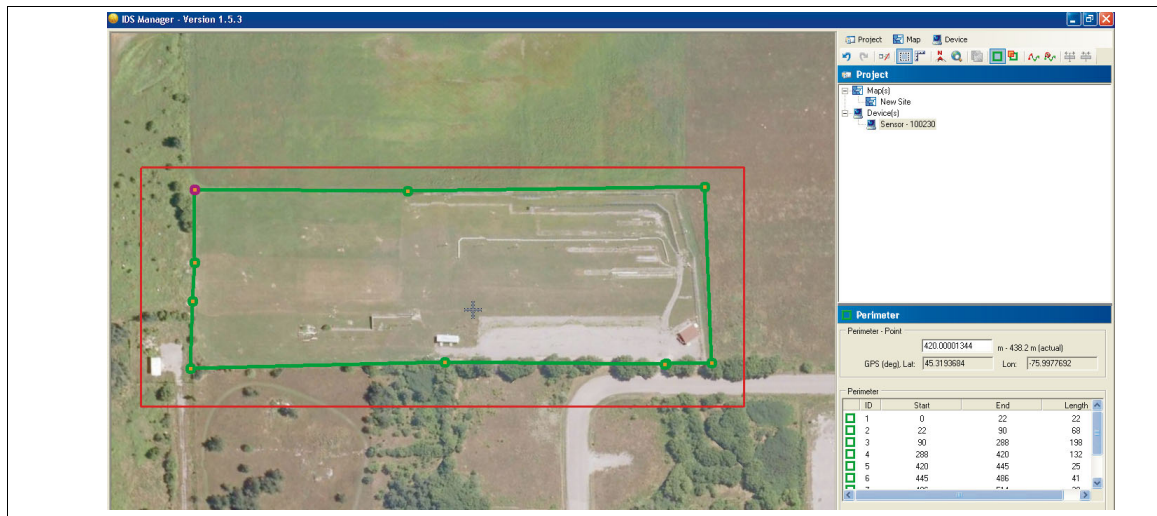 IDS Manager - Version 1.5.3
Project Map Device
Project
Map(s)
New Site
Device(s)
Sensor - 100230
Perimeter
Perimeter - Point
420.00001344 m - 438.2 m (actual)
GPS (deg), Lat: 45.3193684 Lon: -75.9977692
Perimeter
ID Start End Length
1 0 22 22
2 22 90 68
3 90 288 198
4 288 420 132
5 420 445 25
6 445 486 41